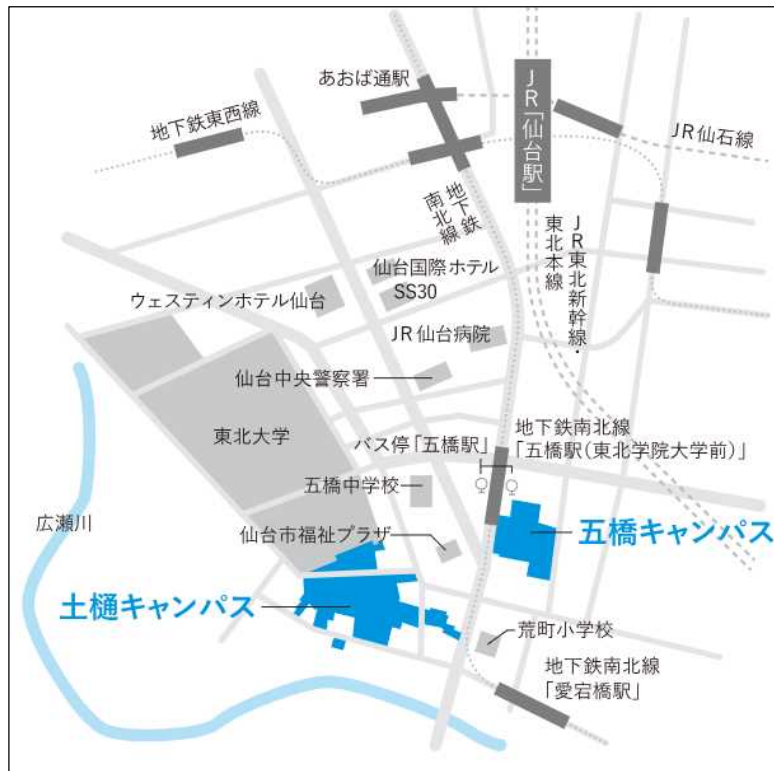 あおば通駅
JR「仙台駅」
地下鉄東西線
JR仙石線
地下鉄
南北線
JR東北新幹線・
東北本線
仙台国際ホテル
SS30
ウェスティンホテル仙台
JR仙台病院
仙台中央警察署
地下鉄南北線
「五橋駅(東北学院大学前)」
東北大学
バス停「五橋駅」
五橋中学校
広瀬川
仙台市福祉プラザ
五橋キャンパス
土樋キャンパス
荒町小学校
地下鉄南北線
「愛宕橋駅」